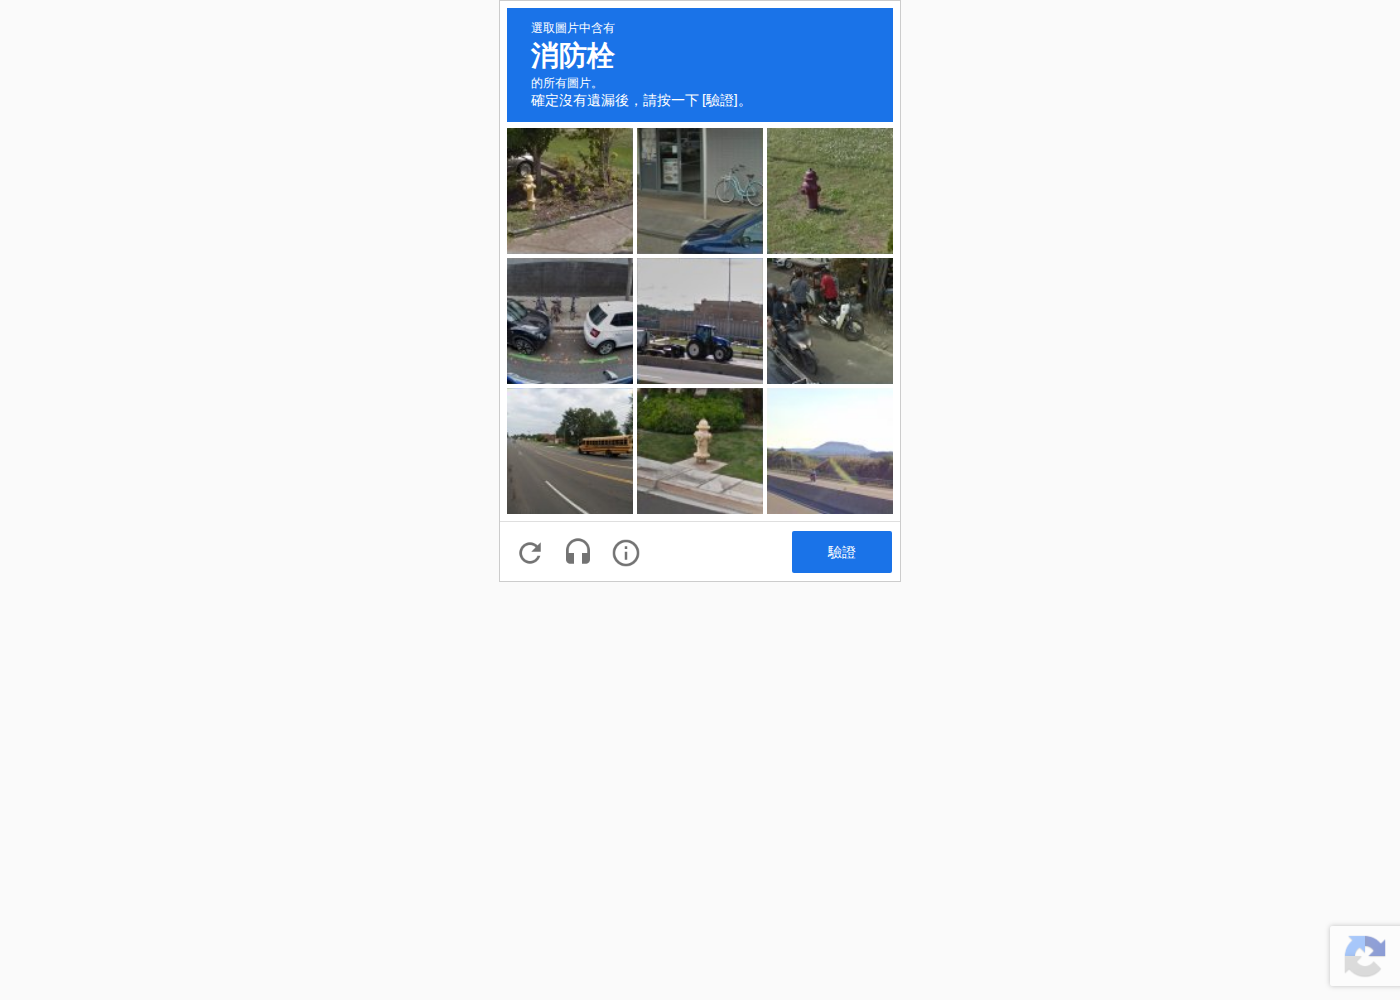 選取圖片中含有
消防栓
的所有圖片。
確定沒有遺漏後，請按一下 [驗證]。
驗證